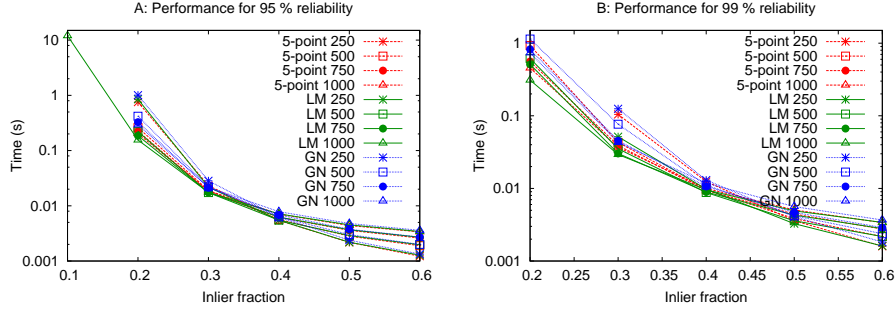 A: Performance for 95 % reliability
Time (s)
10
1
0.1
0.01
0.001
0.1
0.2
0.3
0.4
0.5
0.6
Inlier fraction
5-point 250
5-point 500
5-point 750
5-point 1000
LM 250
LM 500
LM 750
LM 1000
GN 250
GN 500
GN 750
GN 1000
B: Performance for 99 % reliability
Time (s)
1
0.1
0.01
0.001
0.2
0.25
0.3
0.35
0.4
0.45
0.5
0.55
0.6
Inlier fraction
5-point 250
5-point 500
5-point 750
5-point 1000
LM 250
LM 500
LM 750
LM 1000
GN 250
GN 500
GN 750
GN 1000